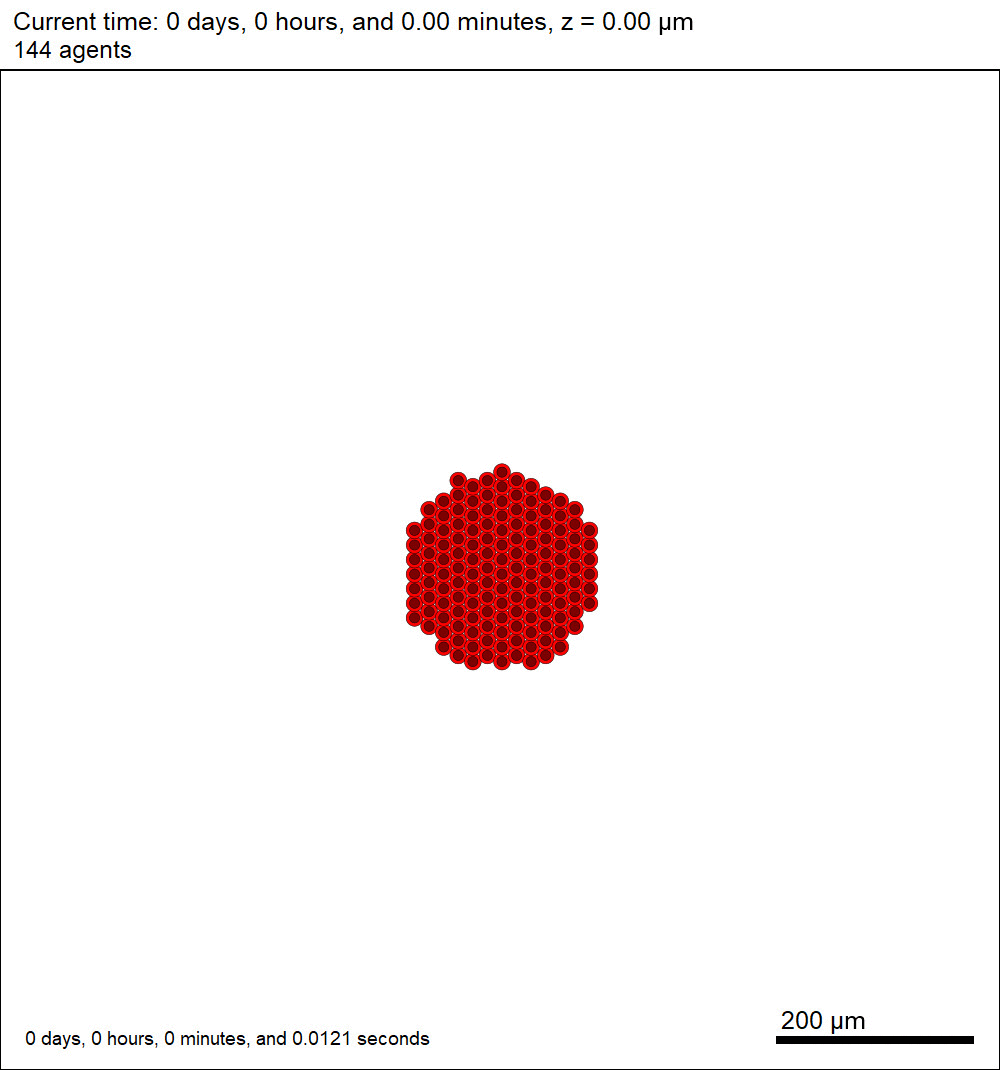 Current time: 0 days, 0 hours, and 0.00 minutes, z = 0.00 µm
144 agents
200 µm
0 days, 0 hours, 0 minutes, and 0.0121 seconds